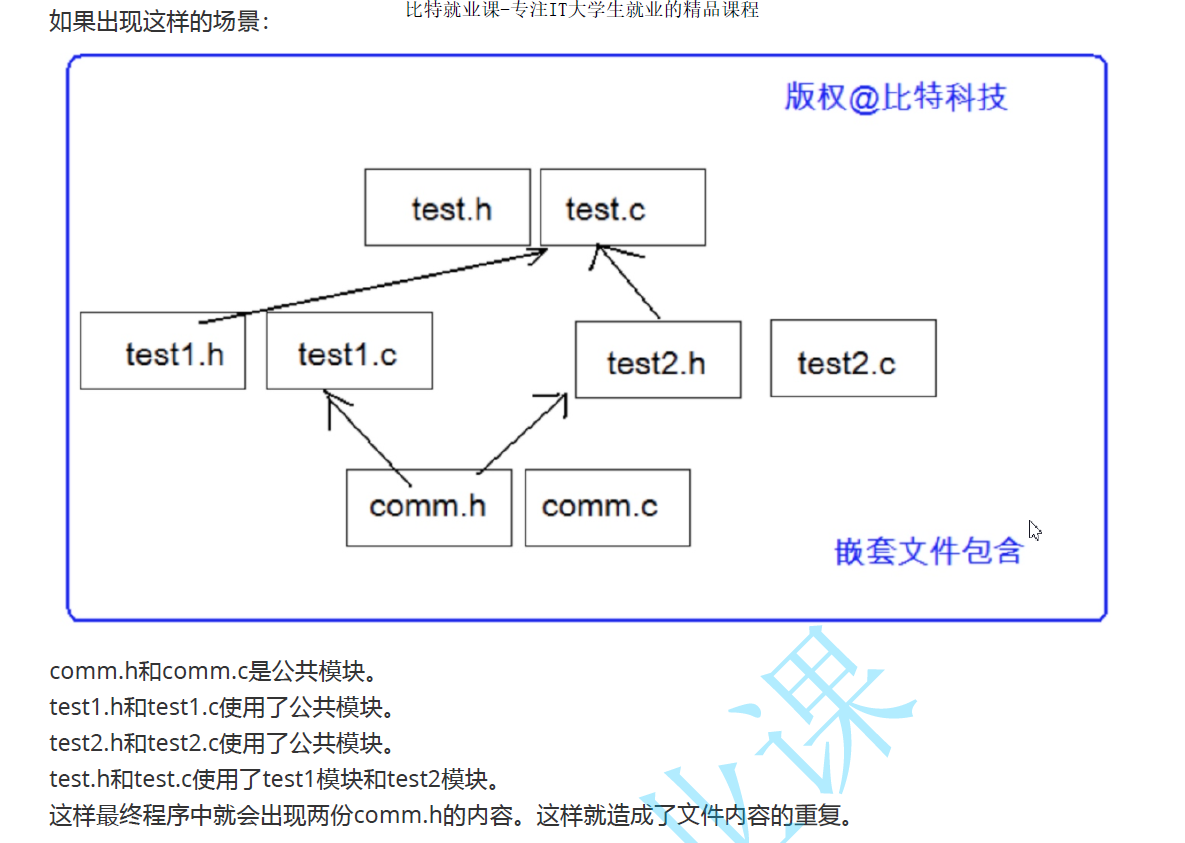 比特就业课-专注IT大学生就业的精品课程
如果出现这样的场景：
版权@比特科技
test.h test.c
test1.h test1.c test2.h test2.c
comm.h comm.c
嵌套文件包含
comm.h和comm.c是公共模块。
test1.h和test1.c使用了公共模块。
test2.h和test2.c使用了公共模块。
test.h和test.c使用了test1模块和test2模块。
这样最终程序中就会出现两份comm.h的内容。这样就造成了文件内容的重复。
业课